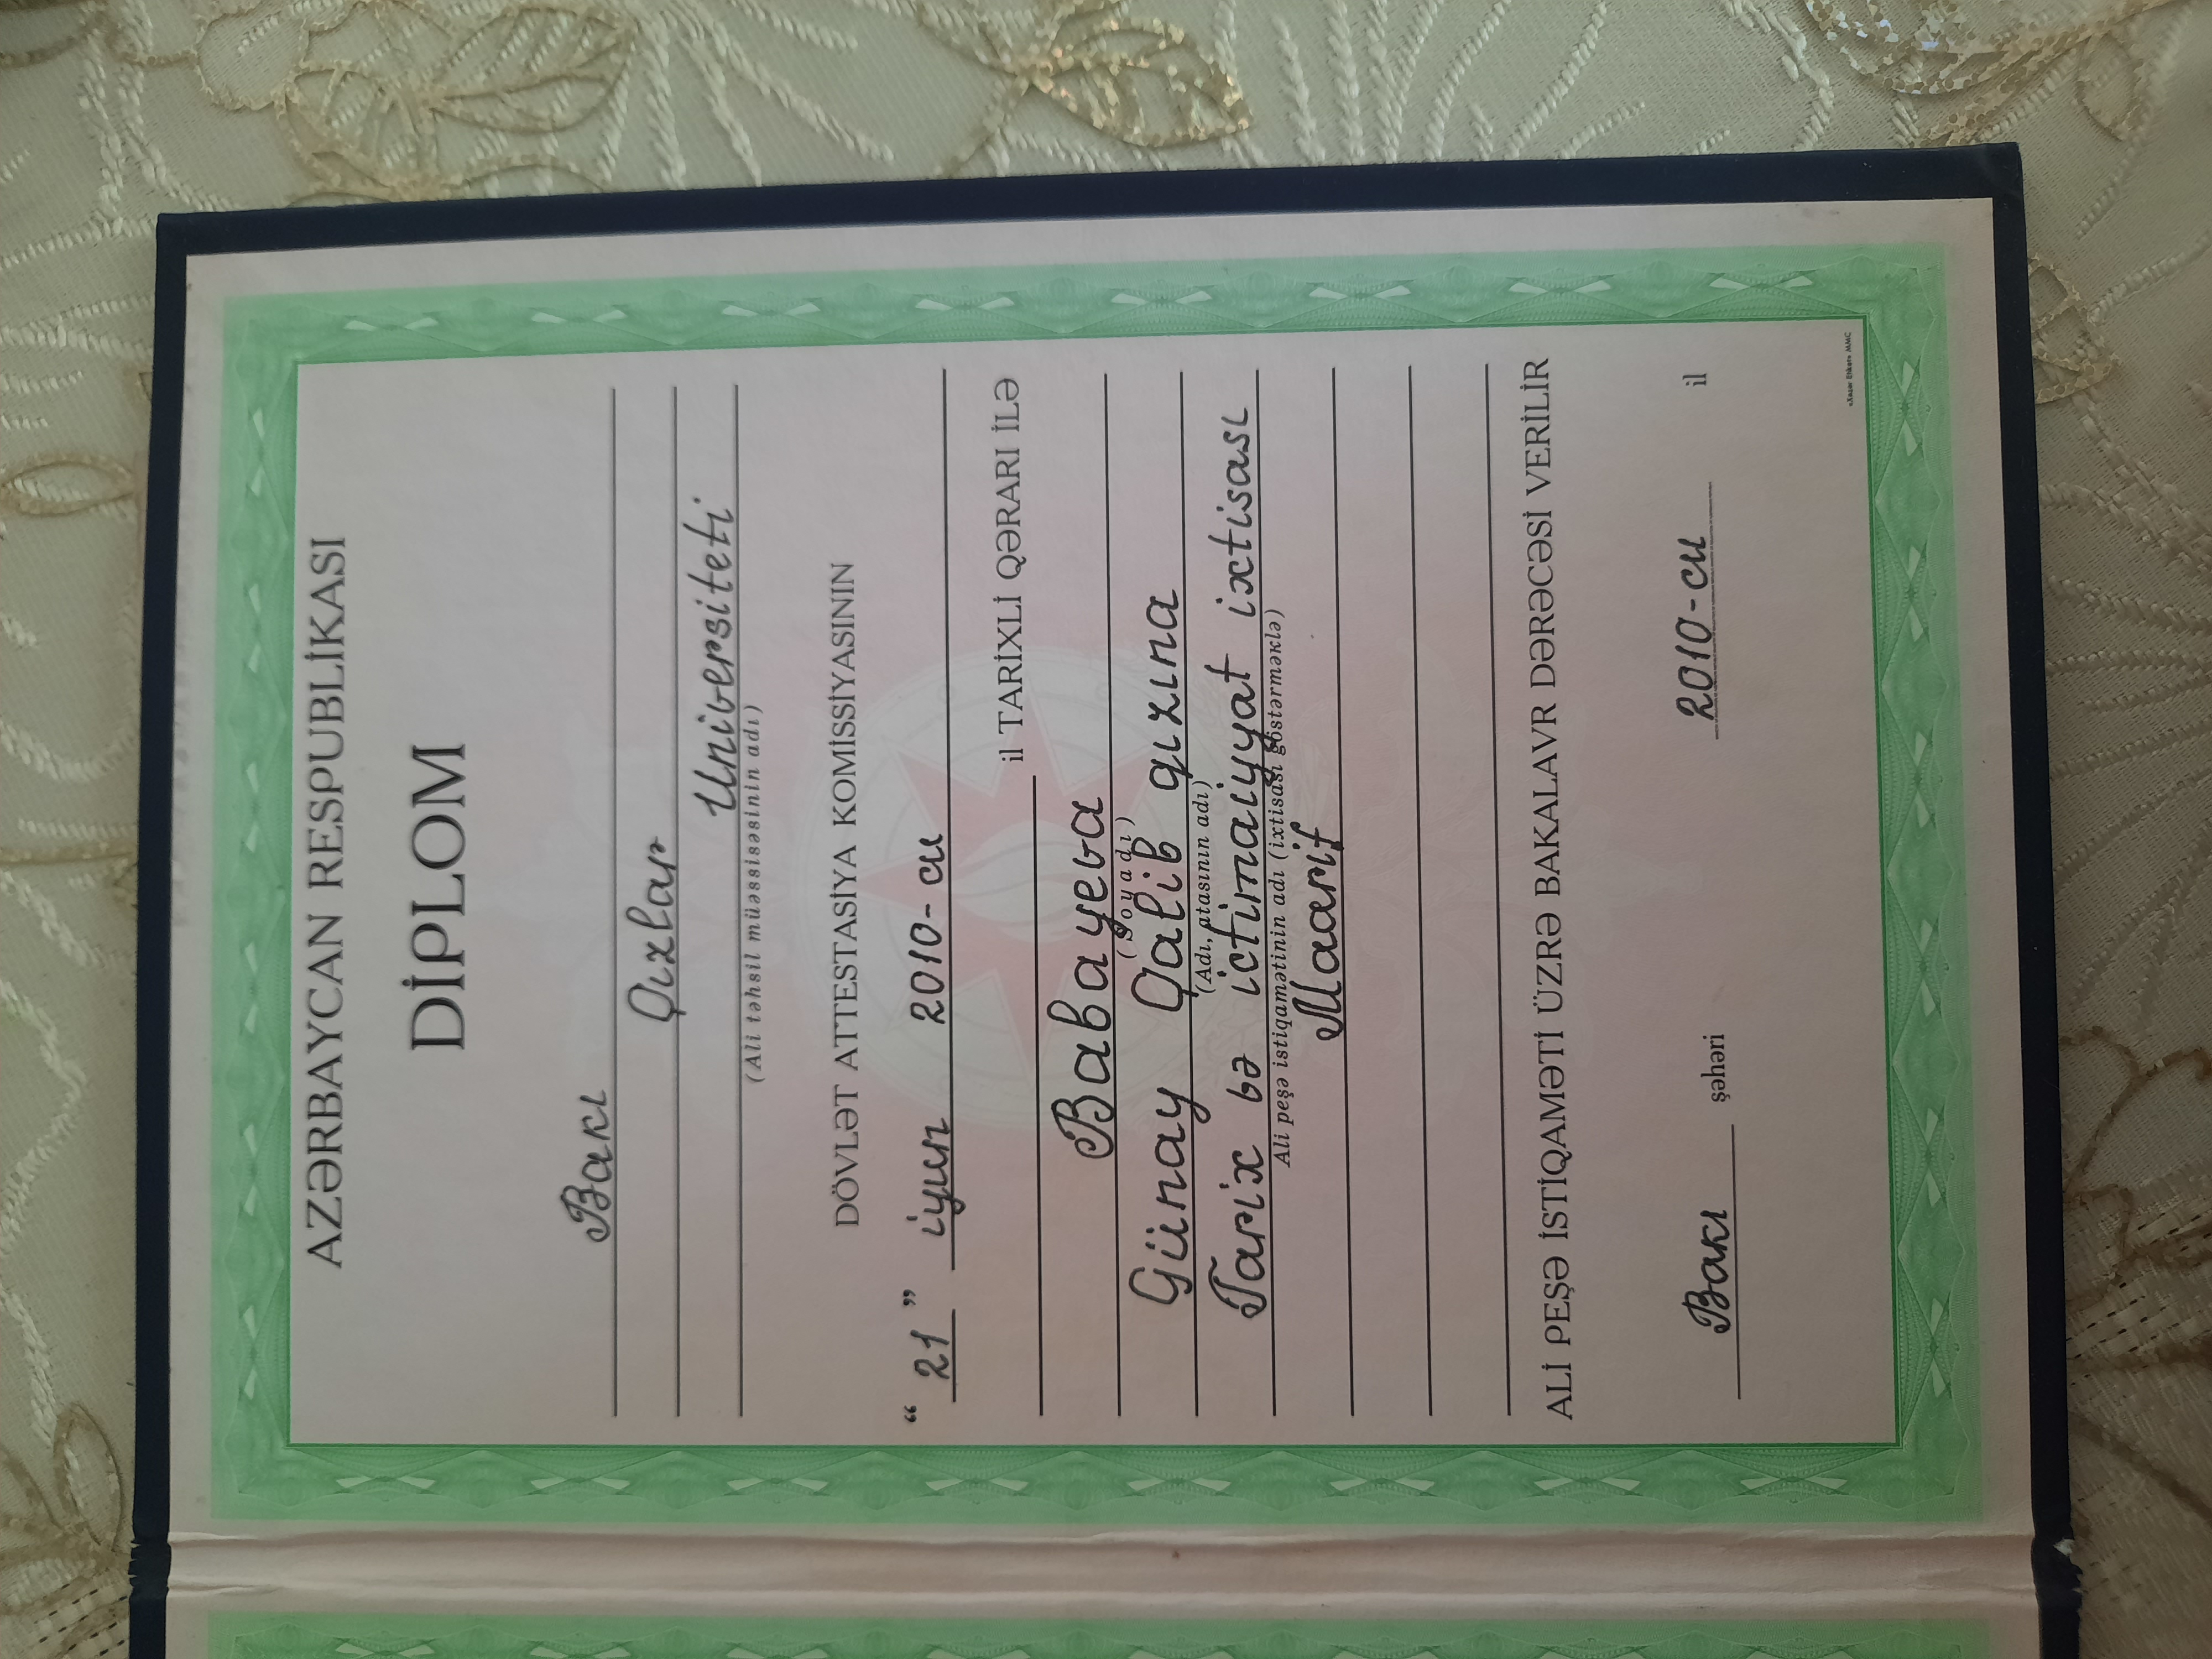 AZƏRBAYCAN RESPUBLİKASI
DİPLOM
Bakı
Qızlar
Universiteti
(Ali təhsil müəssisəsinin adı)
DÖVLƏT ATTESTASİYA KOMİSSİYASININ
“ 21 ” iyun 2010-cu
il TARİXLİ QƏRARI İLƏ
Babayeva
(Soyadı)
Günay Qalib qızına
(Adı, atasının adı)
Tarix və ictimaiyyat ixtisası
Ali peşə istiqamətinin adı (ixtisası göstərməklə)
Maarif
ALİ PEŞƏ İSTİQAMƏTİ ÜZRƏ BAKALAVR DƏRƏCƏSİ VERİLİR
Bakı şəhəri 2010-cu il